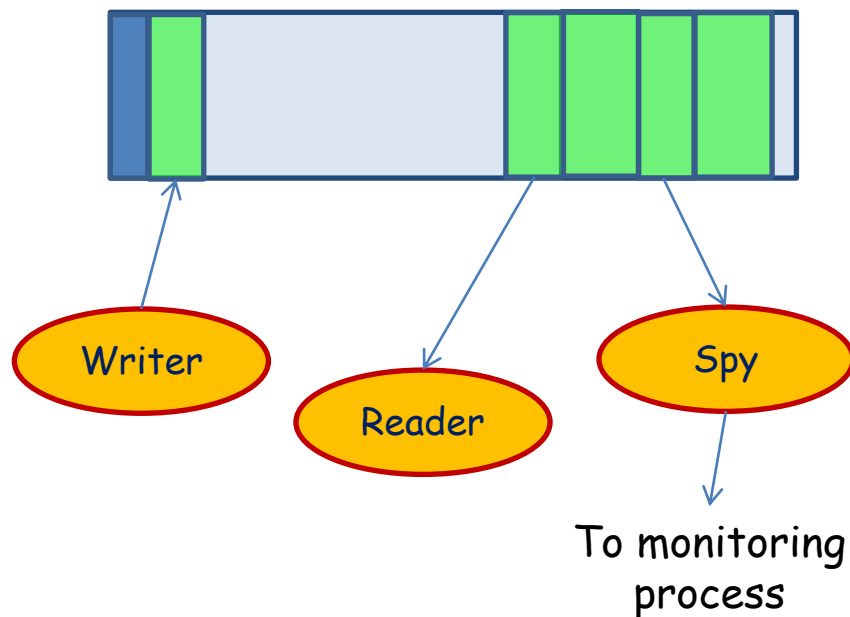 Writer
Reader
Spy
To monitoring
process